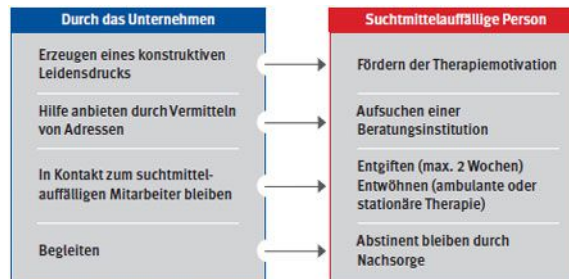 Durch das Unternehmen
Suchtmittelauffällige Person
Erzeugen eines konstruktiven
Leidensdrucks
Fördern der Therapiemotivation
Hilfe anbieten durch Vermitteln
von Adressen
Aufsuchen einer
Beratungsinstitution
In Kontakt zum suchtmittel-
auffälligen Mitarbeiter bleiben
Entgiften (max. 2 Wochen)
Entwöhnen (ambulante oder
stationäre Therapie)
Begleiten
Abstinent bleiben durch
Nachsorge